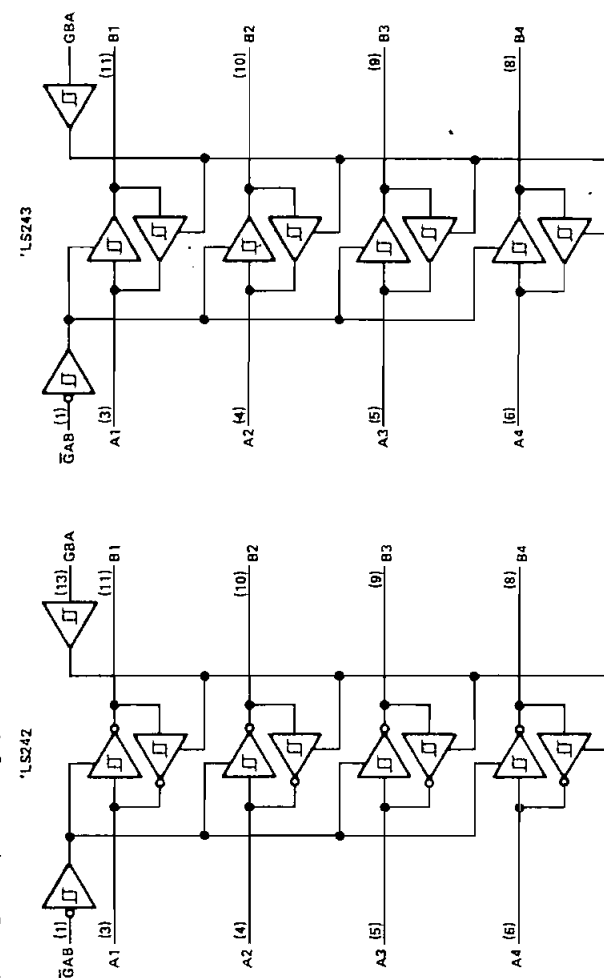 'LS242
G̅AB (1)
(13) GBA
A1 (3)
(11) B1
A2 (4)
(10) B2
A3 (5)
(9) B3
A4 (6)
(8) B4
'LS243
G̅AB (1)
GBA
A1 (3)
(11) B1
A2 (4)
(10) B2
A3 (5)
(9) B3
A4 (6)
(8) B4